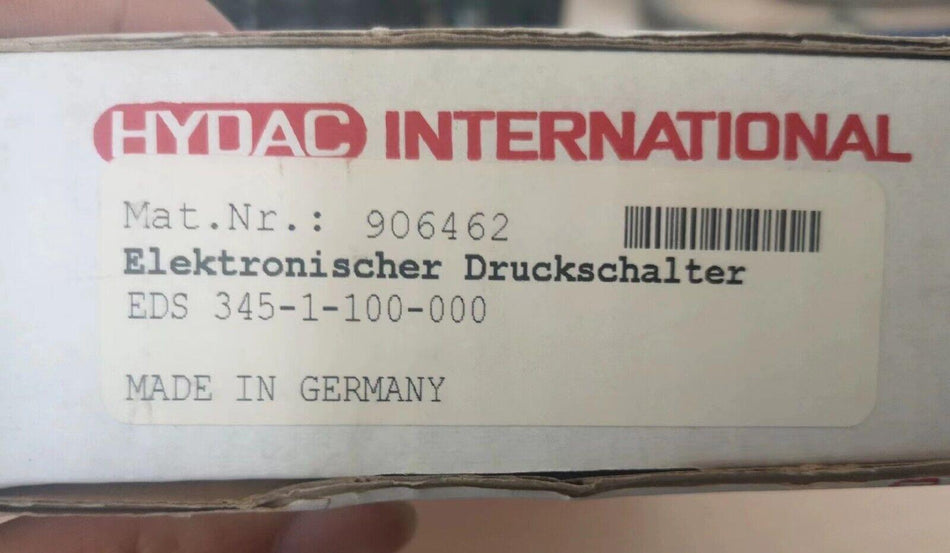 HYDAC INTERNATIONAL
Mat.Nr.: 906462
Elektronischer Druckschalter
EDS 345-1-100-000
MADE IN GERMANY